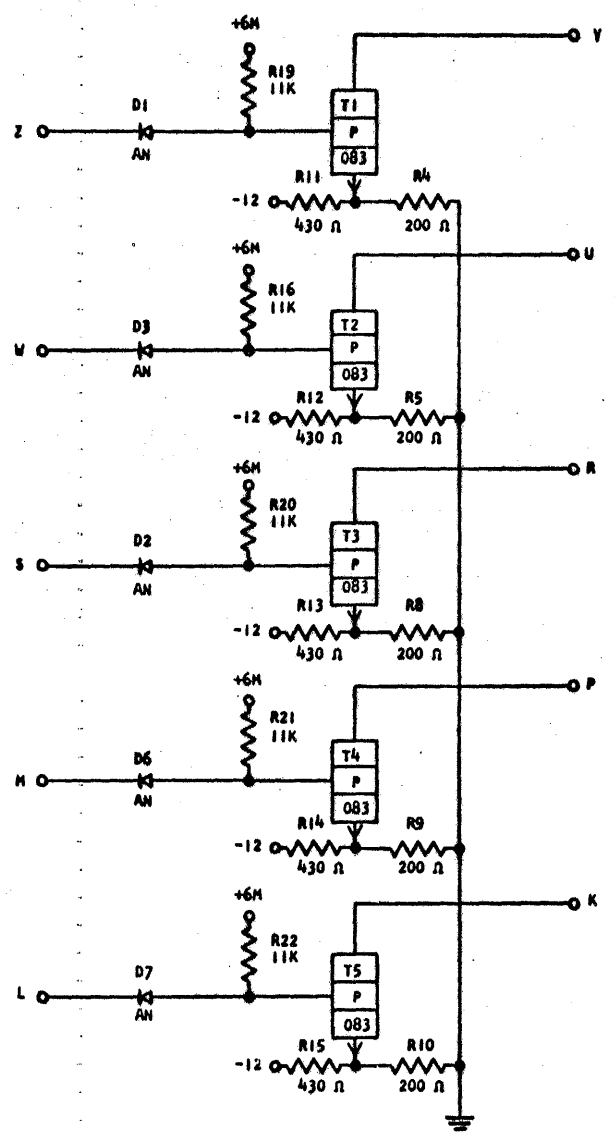 +6M
Y
R19
11K
D1
T1
Z
P
AN
083
R11
R4
-12
430 Ω
200 Ω
+6M
U
R16
11K
D3
T2
W
P
AN
083
R12
R5
-12
430 Ω
200 Ω
+6M
R
R20
11K
D2
T3
S
P
AN
083
R13
R8
-12
430 Ω
200 Ω
+6M
P
R21
11K
D6
T4
M
P
AN
083
R14
R9
-12
430 Ω
200 Ω
+6M
K
R22
11K
D7
T5
L
P
AN
083
R15
R10
-12
430 Ω
200 Ω